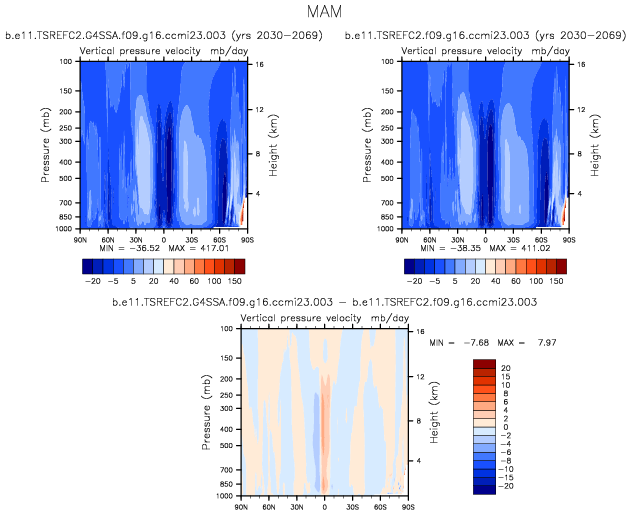 MAM
b.e11.TSREFC2.G4SSA.f09.g16.ccmi23.003 (yrs 2030-2069)
Vertical pressure velocity mb/day
Pressure (mb)
100
150
200
250
300
400
500
700
850
1000
16
12
8
4
Height (km)
90N 60N 30N 0 30S 60S 90S
MIN = -36.52 MAX = 417.01
-20 -5 5 20 40 60 100 150
b.e11.TSREFC2.f09.g16.ccmi23.003 (yrs 2030-2069)
Vertical pressure velocity mb/day
Pressure (mb)
100
150
200
250
300
400
500
700
850
1000
16
12
8
4
Height (km)
90N 60N 30N 0 30S 60S 90S
MIN = -38.35 MAX = 411.02
-20 -5 5 20 40 60 100 150
b.e11.TSREFC2.G4SSA.f09.g16.ccmi23.003 - b.e11.TSREFC2.f09.g16.ccmi23.003
Vertical pressure velocity mb/day
Pressure (mb)
100
150
200
250
300
400
500
700
850
1000
16
12
8
4
Height (km)
90N 60N 30N 0 30S 60S 90S
MIN = -7.68 MAX = 7.97
20
15
10
8
6
4
2
0
-2
-4
-6
-8
-10
-15
-20